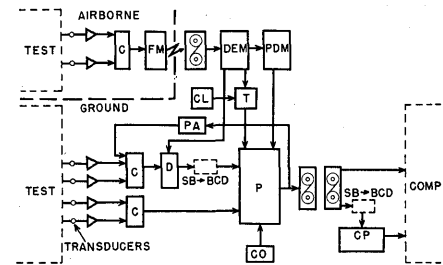 AIRBORNE
TEST
C
FM
DEM
PDM
CL
T
GROUND
PA
TEST
C
D
SB→BCD
P
C
SB→BCD
COMP
CP
TRANSDUCERS
CO